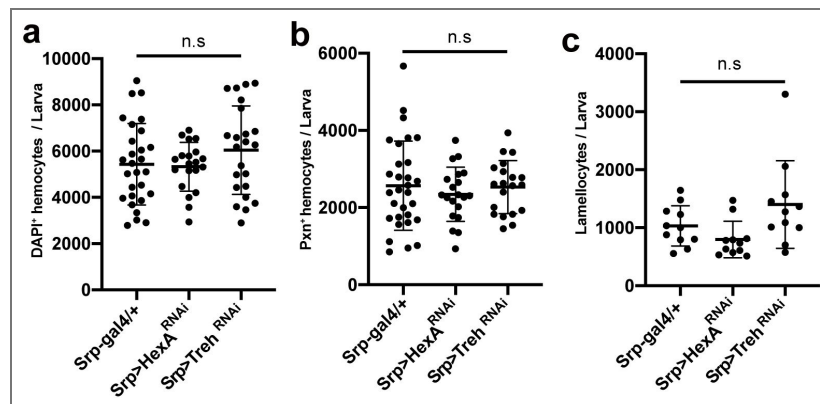 a
n.s
DAPI⁺ hemocytes / Larva
10000
8000
6000
4000
2000
0
Srp-gal4/+
Srp>HexA RNAi
Srp>Treh RNAi
b
n.s
Pxn⁺ hemocytes / Larva
6000
4000
2000
0
Srp-gal4/+
Srp>HexA RNAi
Srp>Treh RNAi
c
n.s
Lamellocytes / Larva
4000
3000
2000
1000
0
Srp-gal4/+
Srp>HexA RNAi
Srp>Treh RNAi